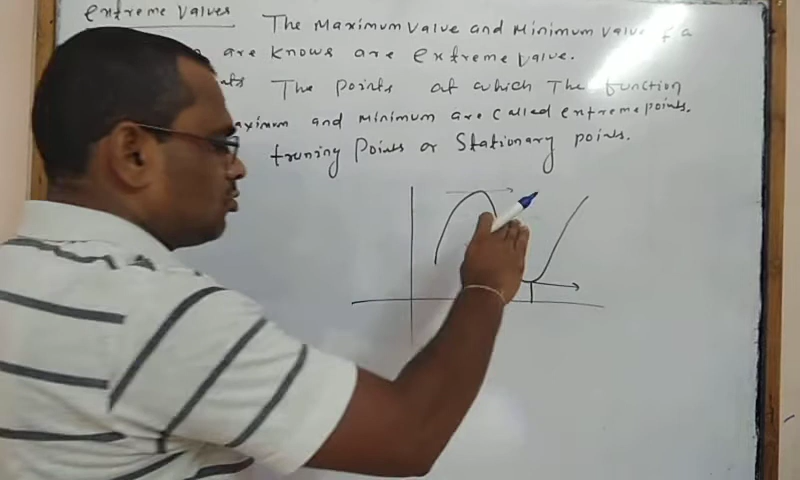 extreme values The maximum value and minimum value of a
are knows are extreme value.
The points at which The function
and minimum are called extreme points.
truning Points or Stationary points.